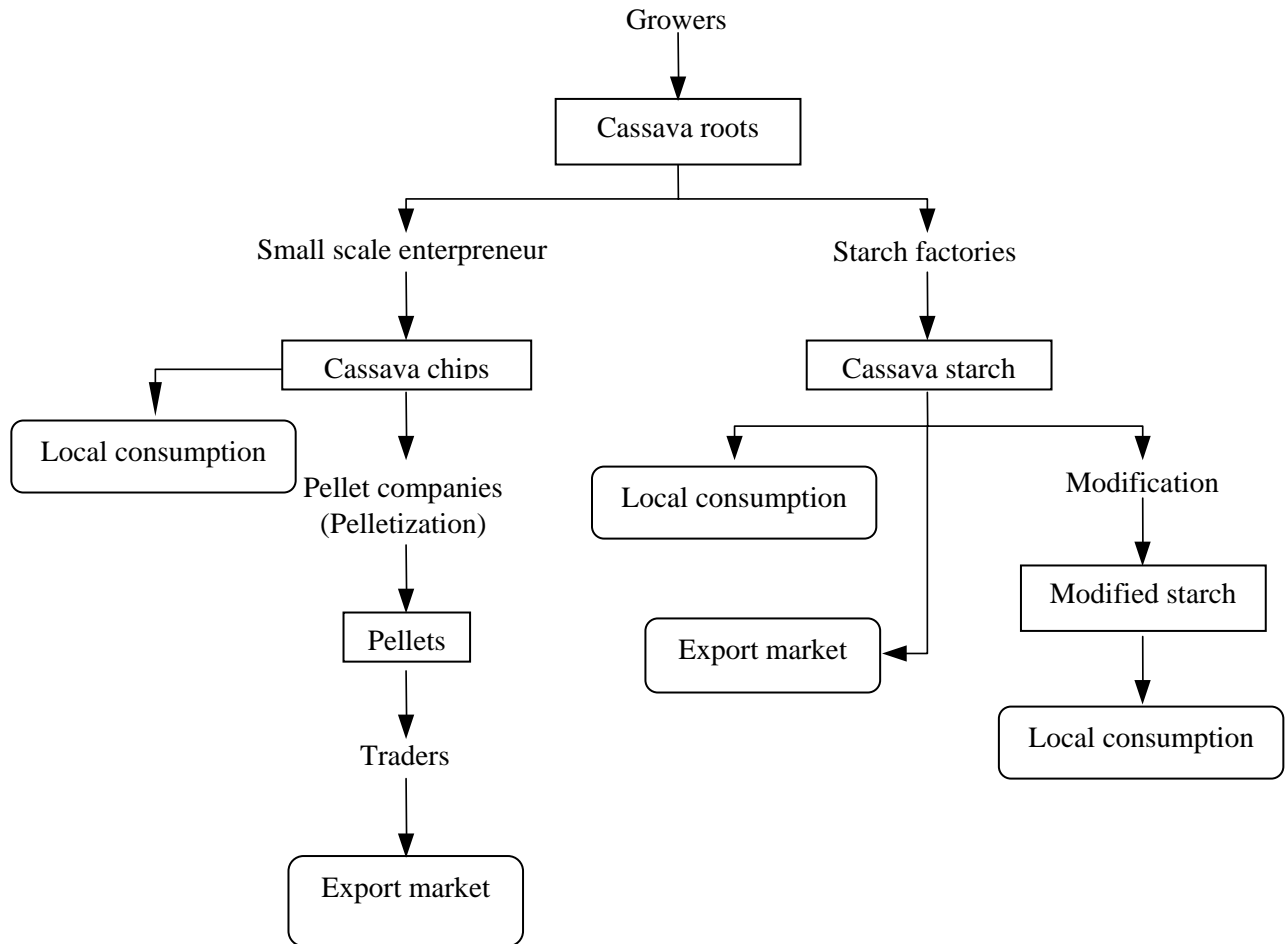 Growers
Cassava roots
Small scale enterpreneur
Starch factories
Cassava chips
Cassava starch
Local consumption
Local consumption
Modification
Pellet companies
(Pelletization)
Modified starch
Pellets
Export market
Local consumption
Traders
Export market